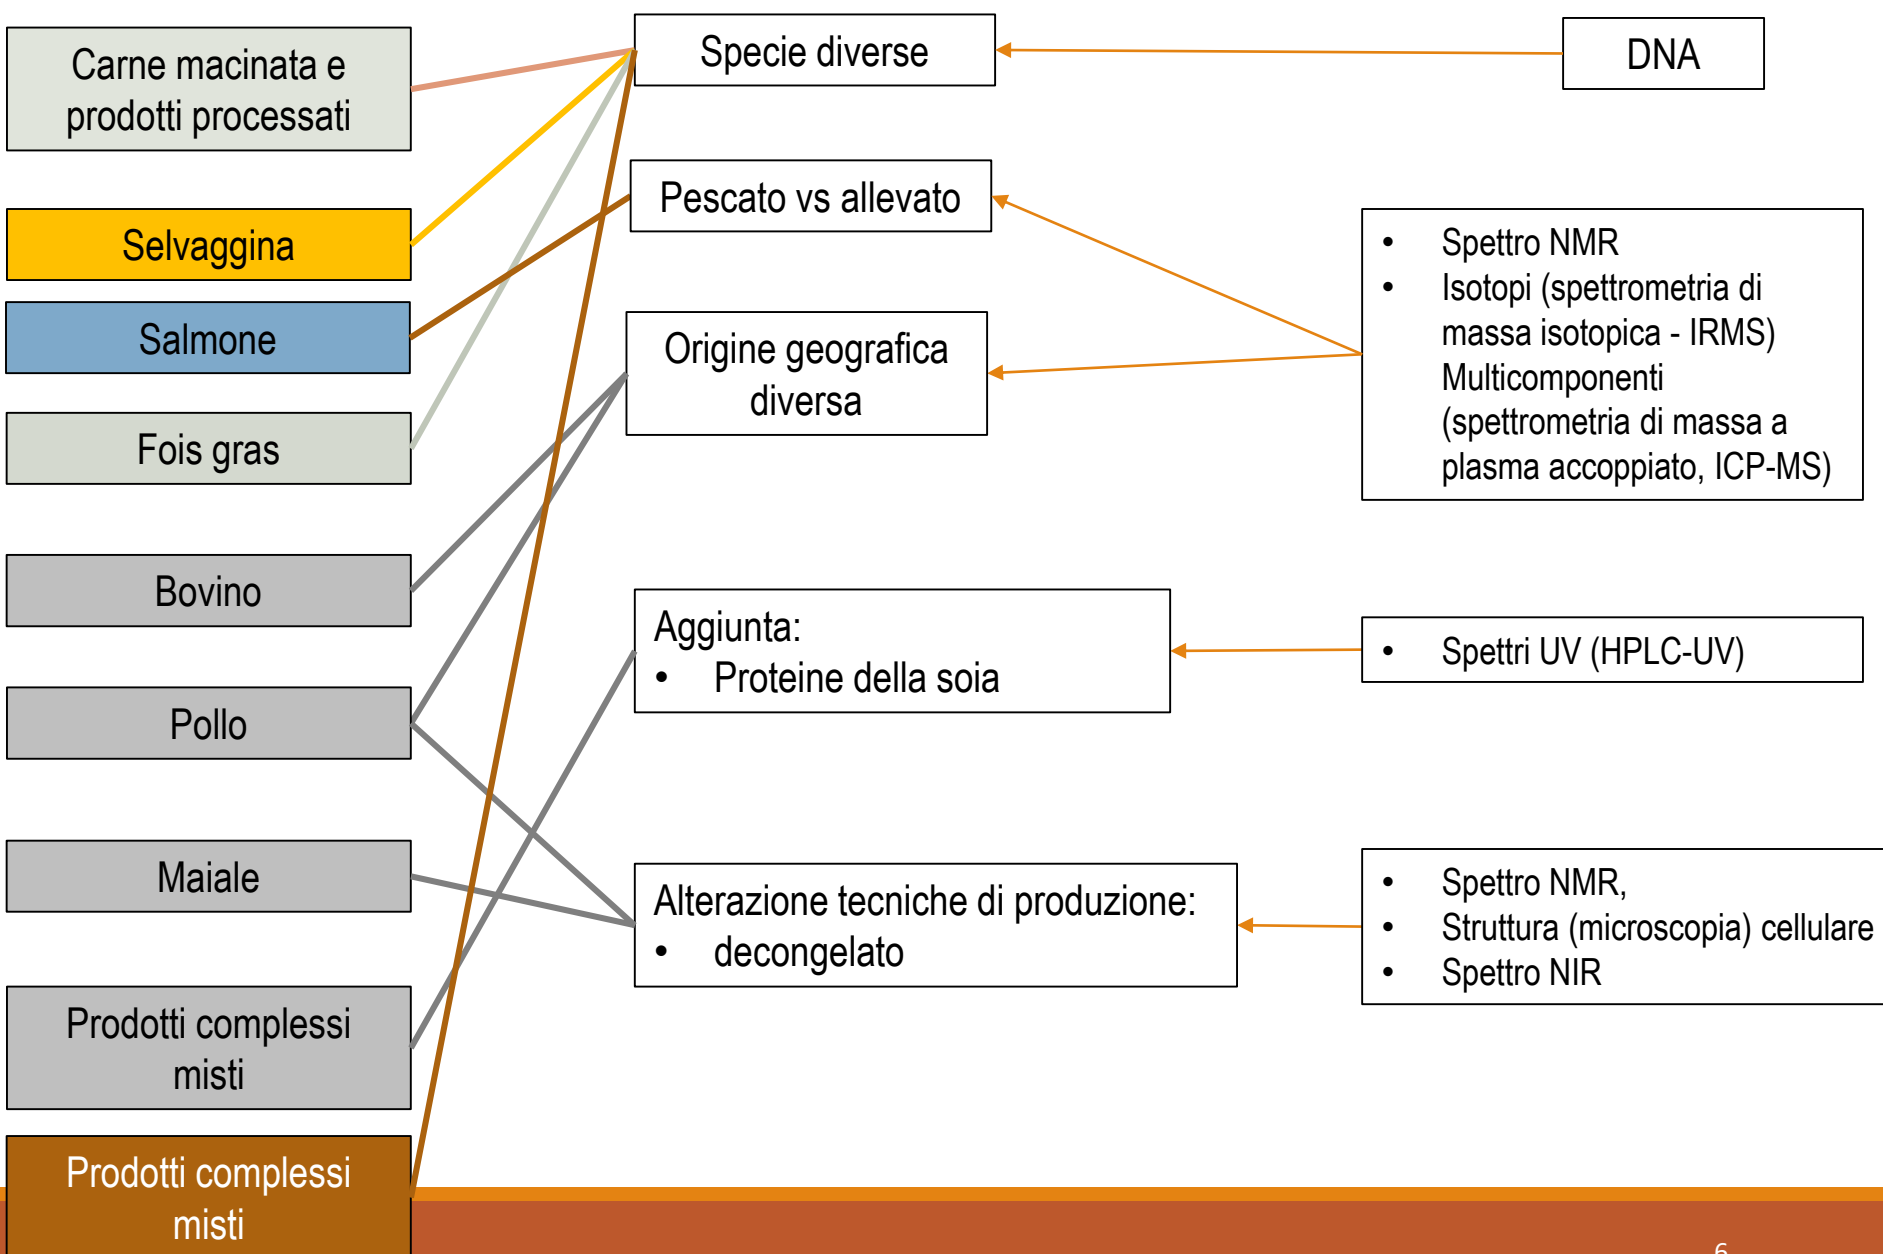 Carne macinata e
prodotti processati
Selvaggina
Salmone
Fois gras
Bovino
Pollo
Maiale
Prodotti complessi
misti
Prodotti complessi
misti
Specie diverse
Pescato vs allevato
Origine geografica
diversa
Aggiunta:
• Proteine della soia
Alterazione tecniche di produzione:
• decongelato
DNA
• Spettro NMR
• Isotopi (spettrometria di
massa isotopica - IRMS)
Multicomponenti
(spettrometria di massa a
plasma accoppiato, ICP-MS)
• Spettri UV (HPLC-UV)
• Spettro NMR,
• Struttura (microscopia) cellulare
• Spettro NIR
6